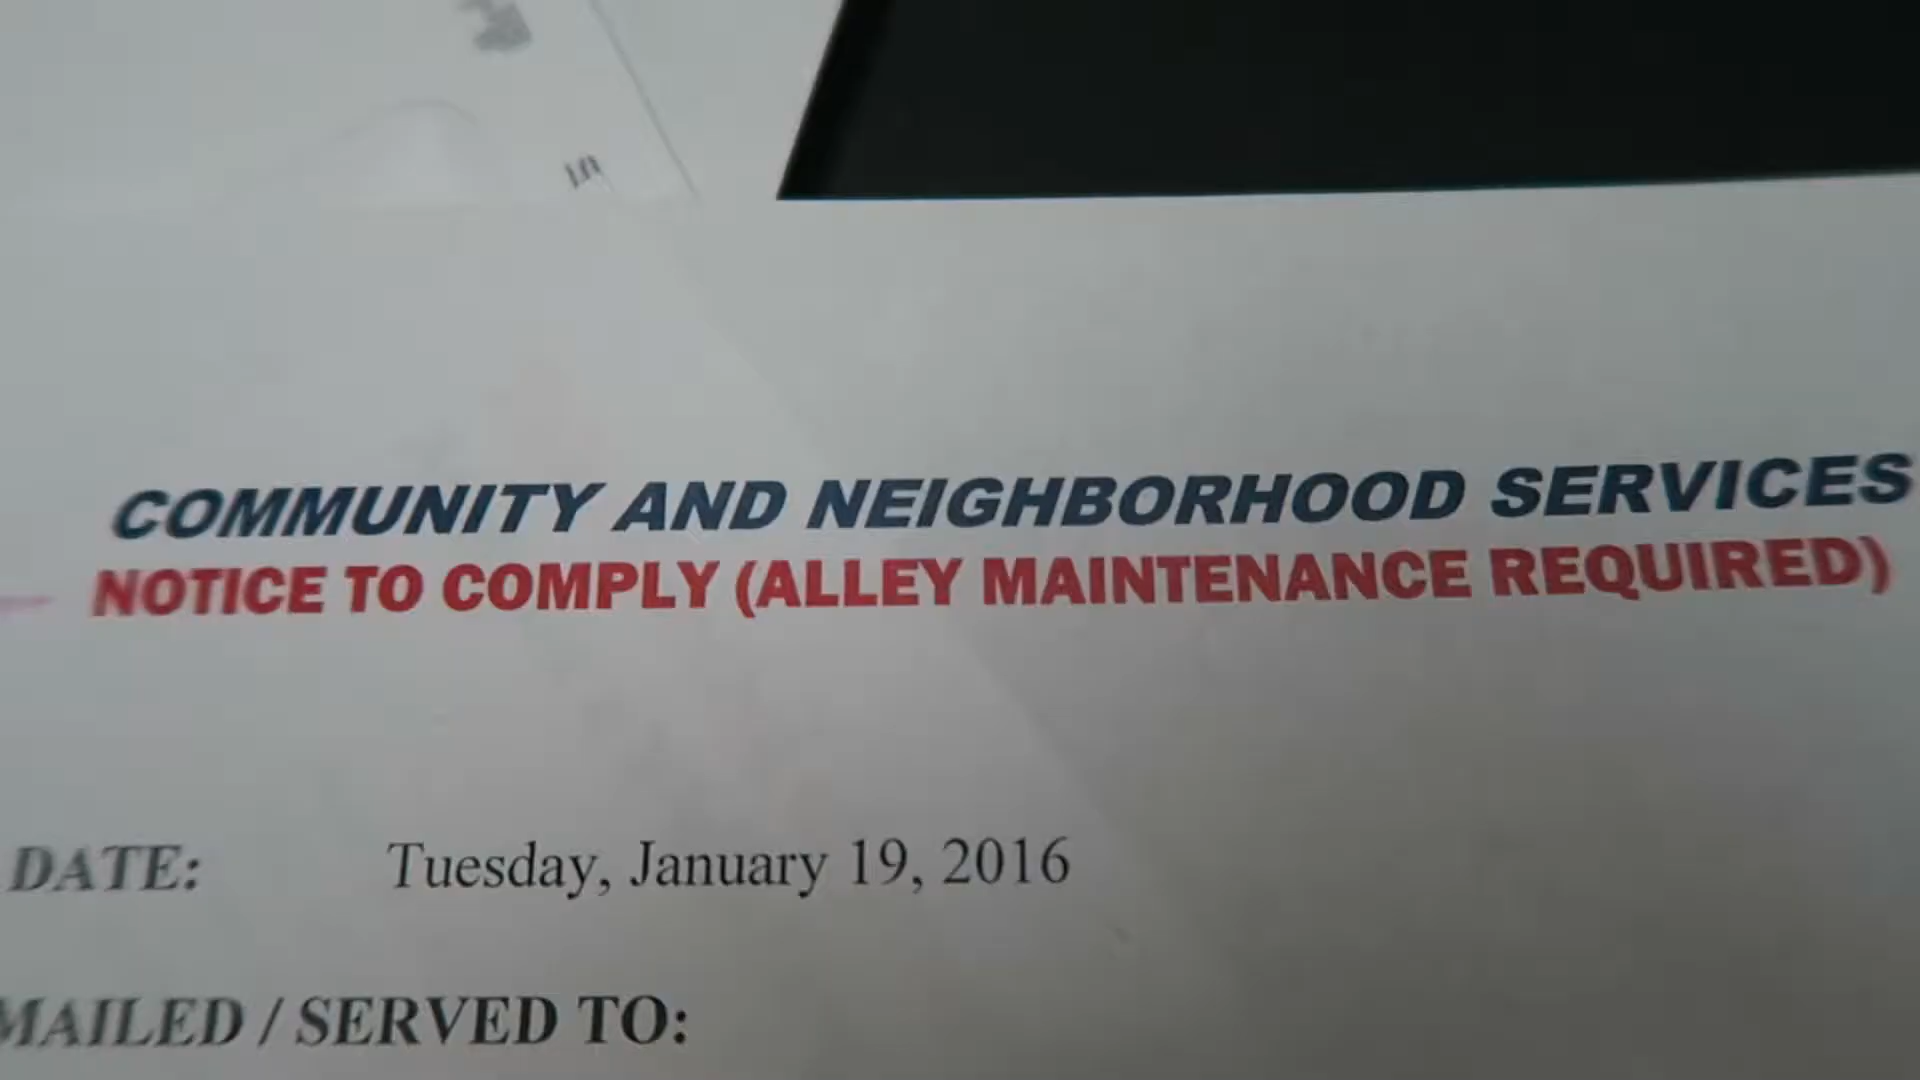 COMMUNITY AND NEIGHBORHOOD SERVICES
NOTICE TO COMPLY (ALLEY MAINTENANCE REQUIRED)
DATE: Tuesday, January 19, 2016
MAILED / SERVED TO: